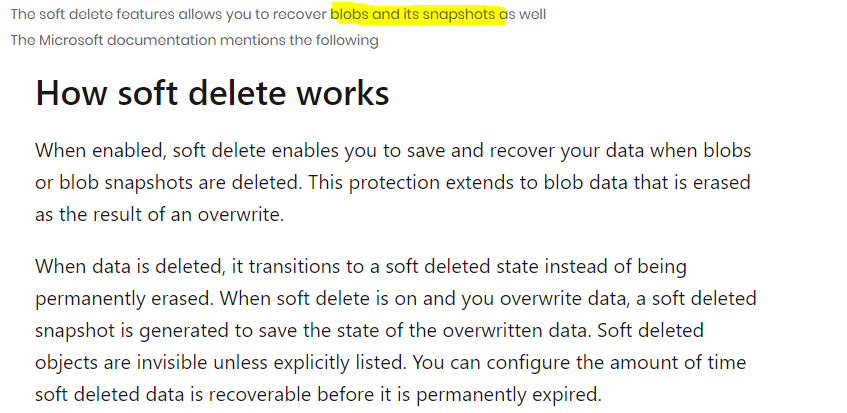 The soft delete features allows you to recover blobs and its snapshots as well
The Microsoft documentation mentions the following
How soft delete works
When enabled, soft delete enables you to save and recover your data when blobs
or blob snapshots are deleted. This protection extends to blob data that is erased
as the result of an overwrite.
When data is deleted, it transitions to a soft deleted state instead of being
permanently erased. When soft delete is on and you overwrite data, a soft deleted
snapshot is generated to save the state of the overwritten data. Soft deleted
objects are invisible unless explicitly listed. You can configure the amount of time
soft deleted data is recoverable before it is permanently expired.